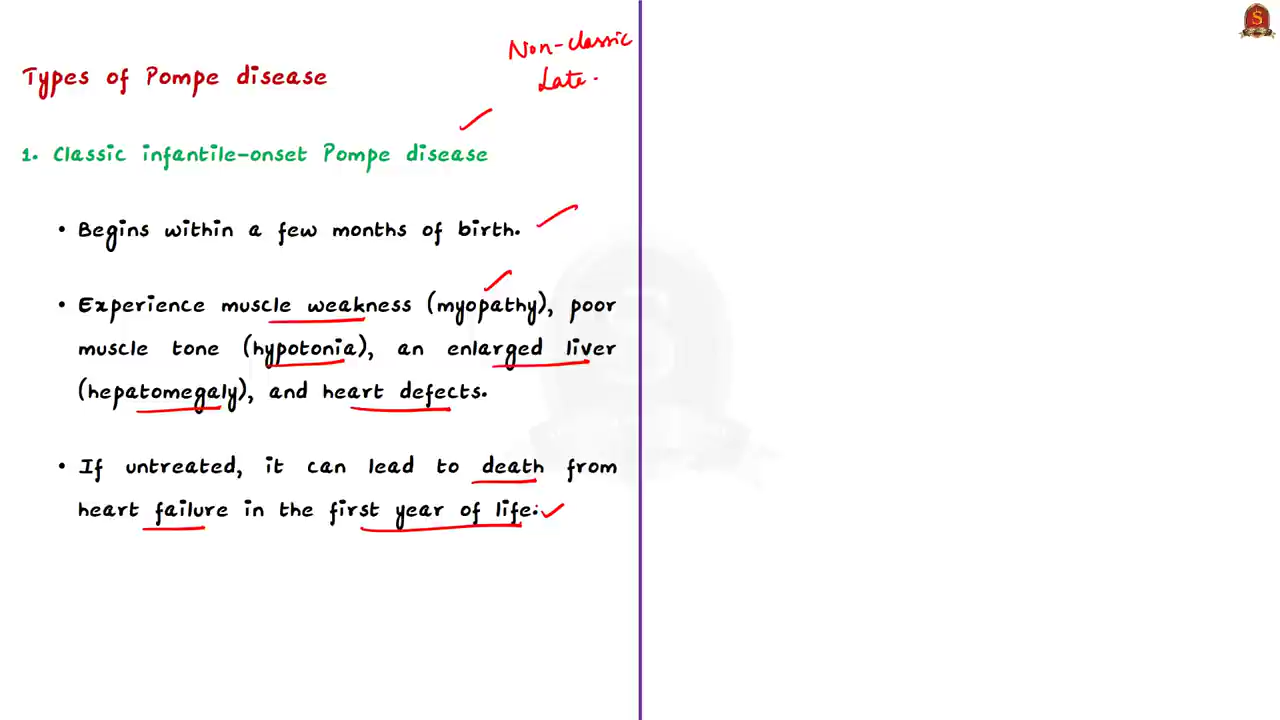 Non-classic
Late.
Types of Pompe disease
1. Classic infantile-onset Pompe disease
• Begins within a few months of birth.
• Experience muscle weakness (myopathy), poor
muscle tone (hypotonia), an enlarged liver
(hepatomegaly), and heart defects.
• If untreated, it can lead to death from
heart failure in the first year of life.
S